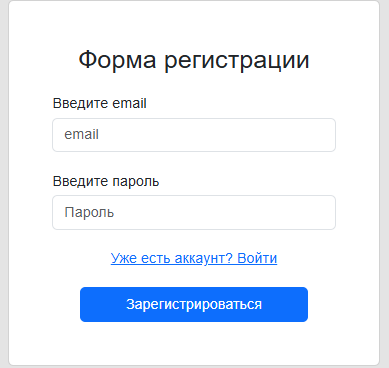 Форма регистрации
Введите email
email
Введите пароль
Пароль
Уже есть аккаунт? Войти
Зарегистрироваться